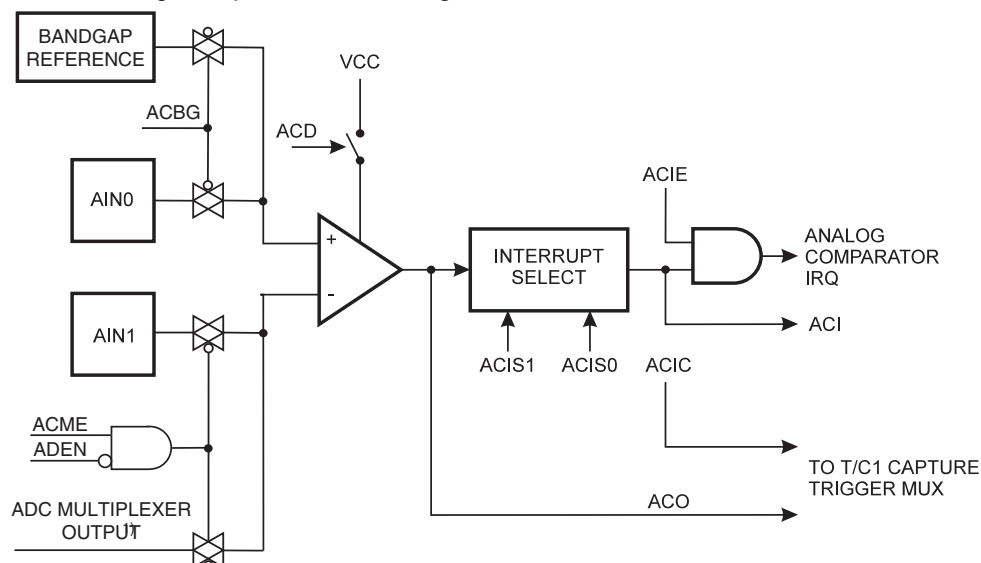 BANDGAP
REFERENCE
VCC
ACBG
ACD
ACIE
AIN0
+
INTERRUPT
SELECT
ANALOG
COMPARATOR
IRQ
-
AIN1
ACI
ACIS1
ACIS0
ACIC
ACME
ADEN
TO T/C1 CAPTURE
TRIGGER MUX
ADC MULTIPLEXER
OUTPUT
1)
ACO